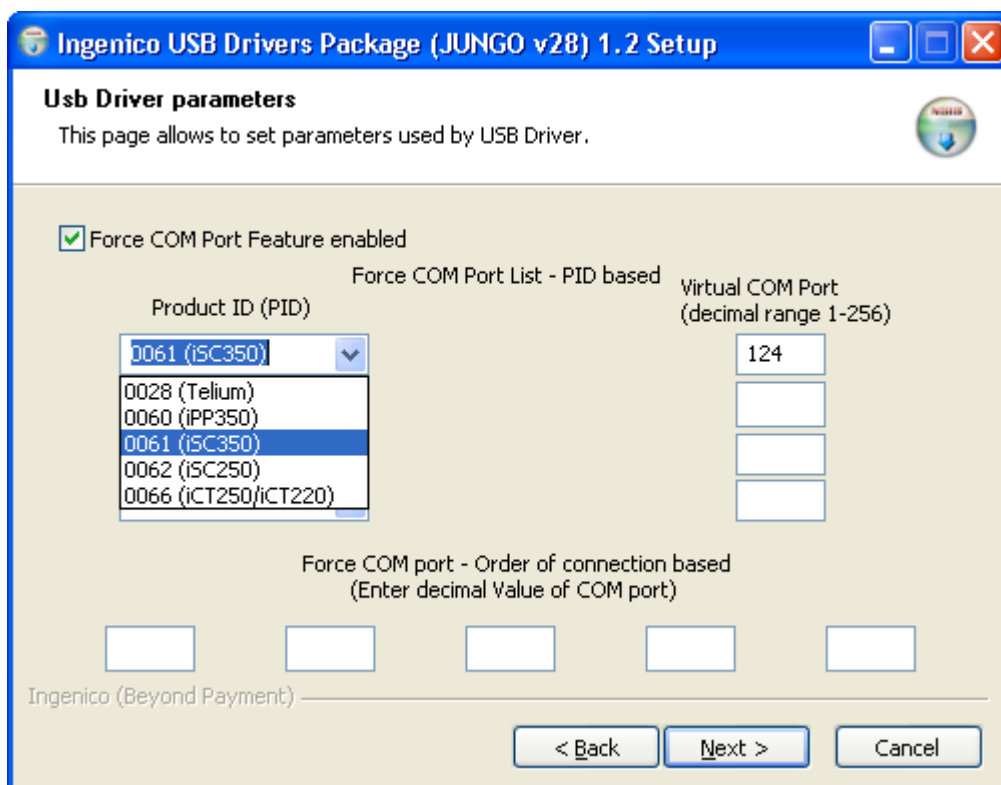 Ingenico USB Drivers Package (JUNGO v28) 1.2 Setup
Usb Driver parameters
This page allows to set parameters used by USB Driver.
Force COM Port Feature enabled
Force COM Port List - PID based
Product ID (PID)
Virtual COM Port
(decimal range 1-256)
0061 (iSC350)
124
0028 (Telium)
0060 (iPP350)
0061 (iSC350)
0062 (iSC250)
0066 (iCT250/iCT220)
Force COM port - Order of connection based
(Enter decimal Value of COM port)
Ingenico (Beyond Payment)
< Back
Next >
Cancel